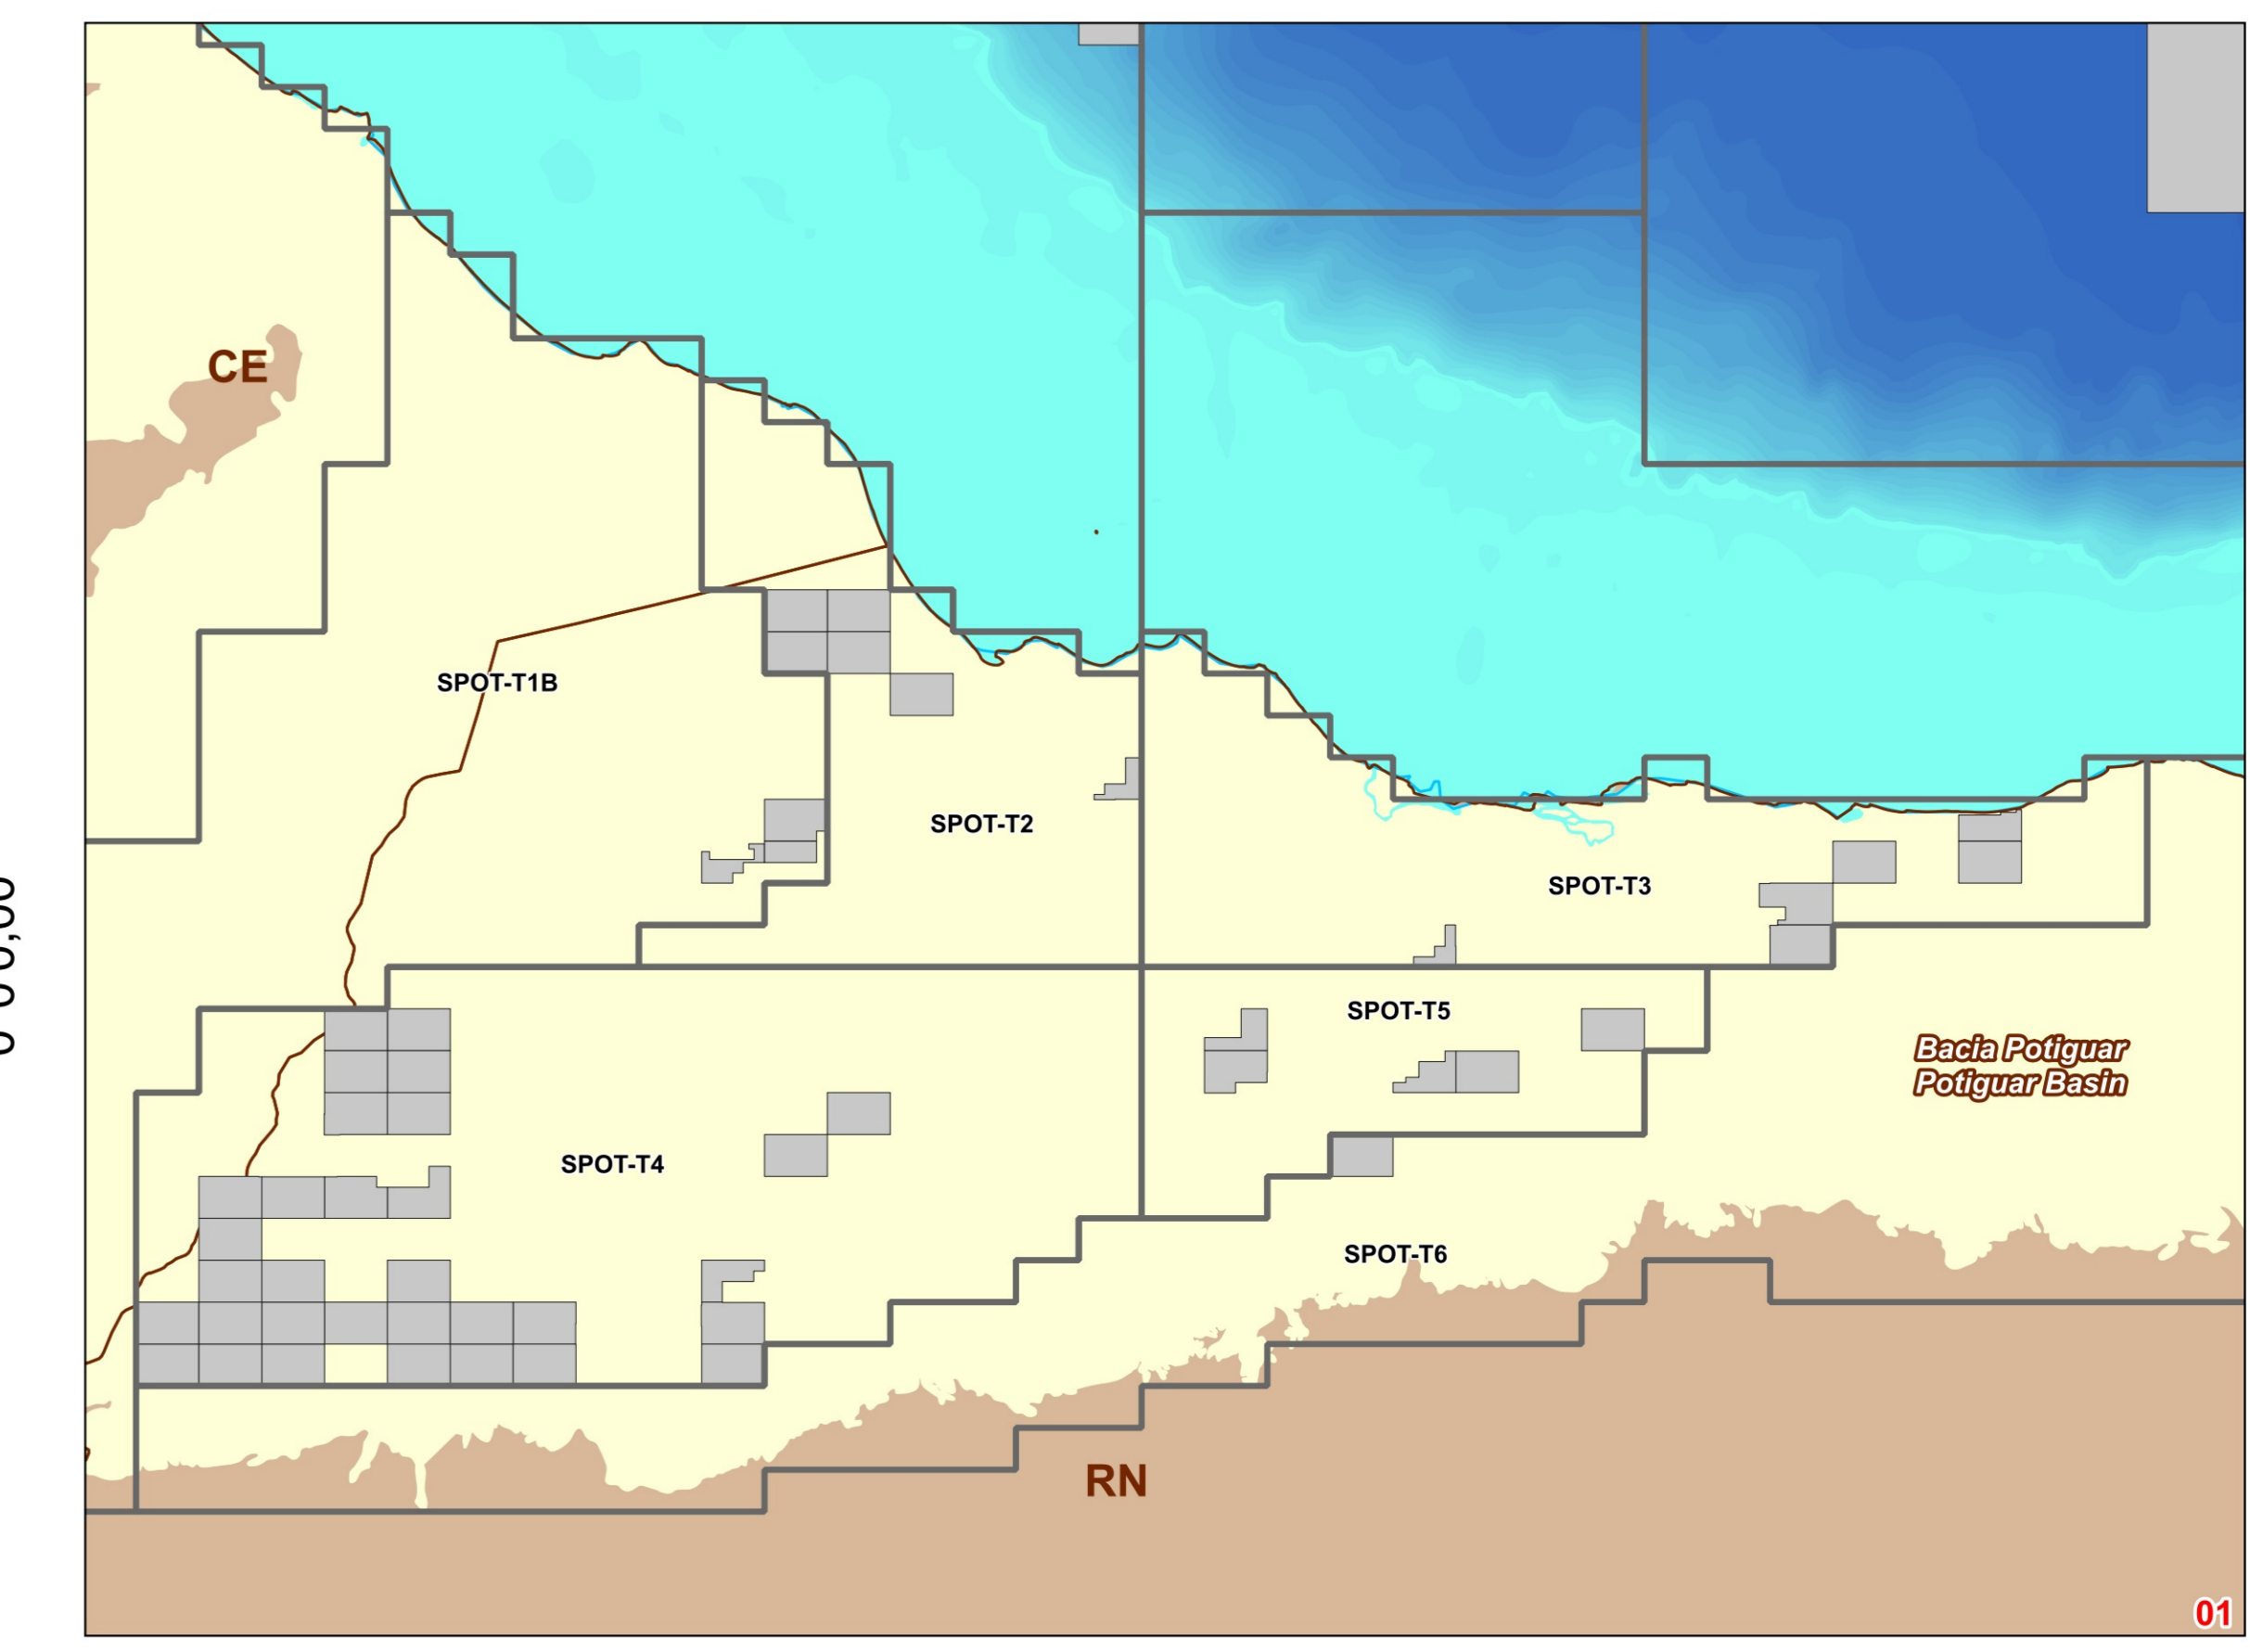 CE
SPOT-T1B
SPOT-T2
SPOT-T3
SPOT-T5
Bacia Potiguar
Potiguar Basin
SPOT-T4
SPOT-T6
RN
01